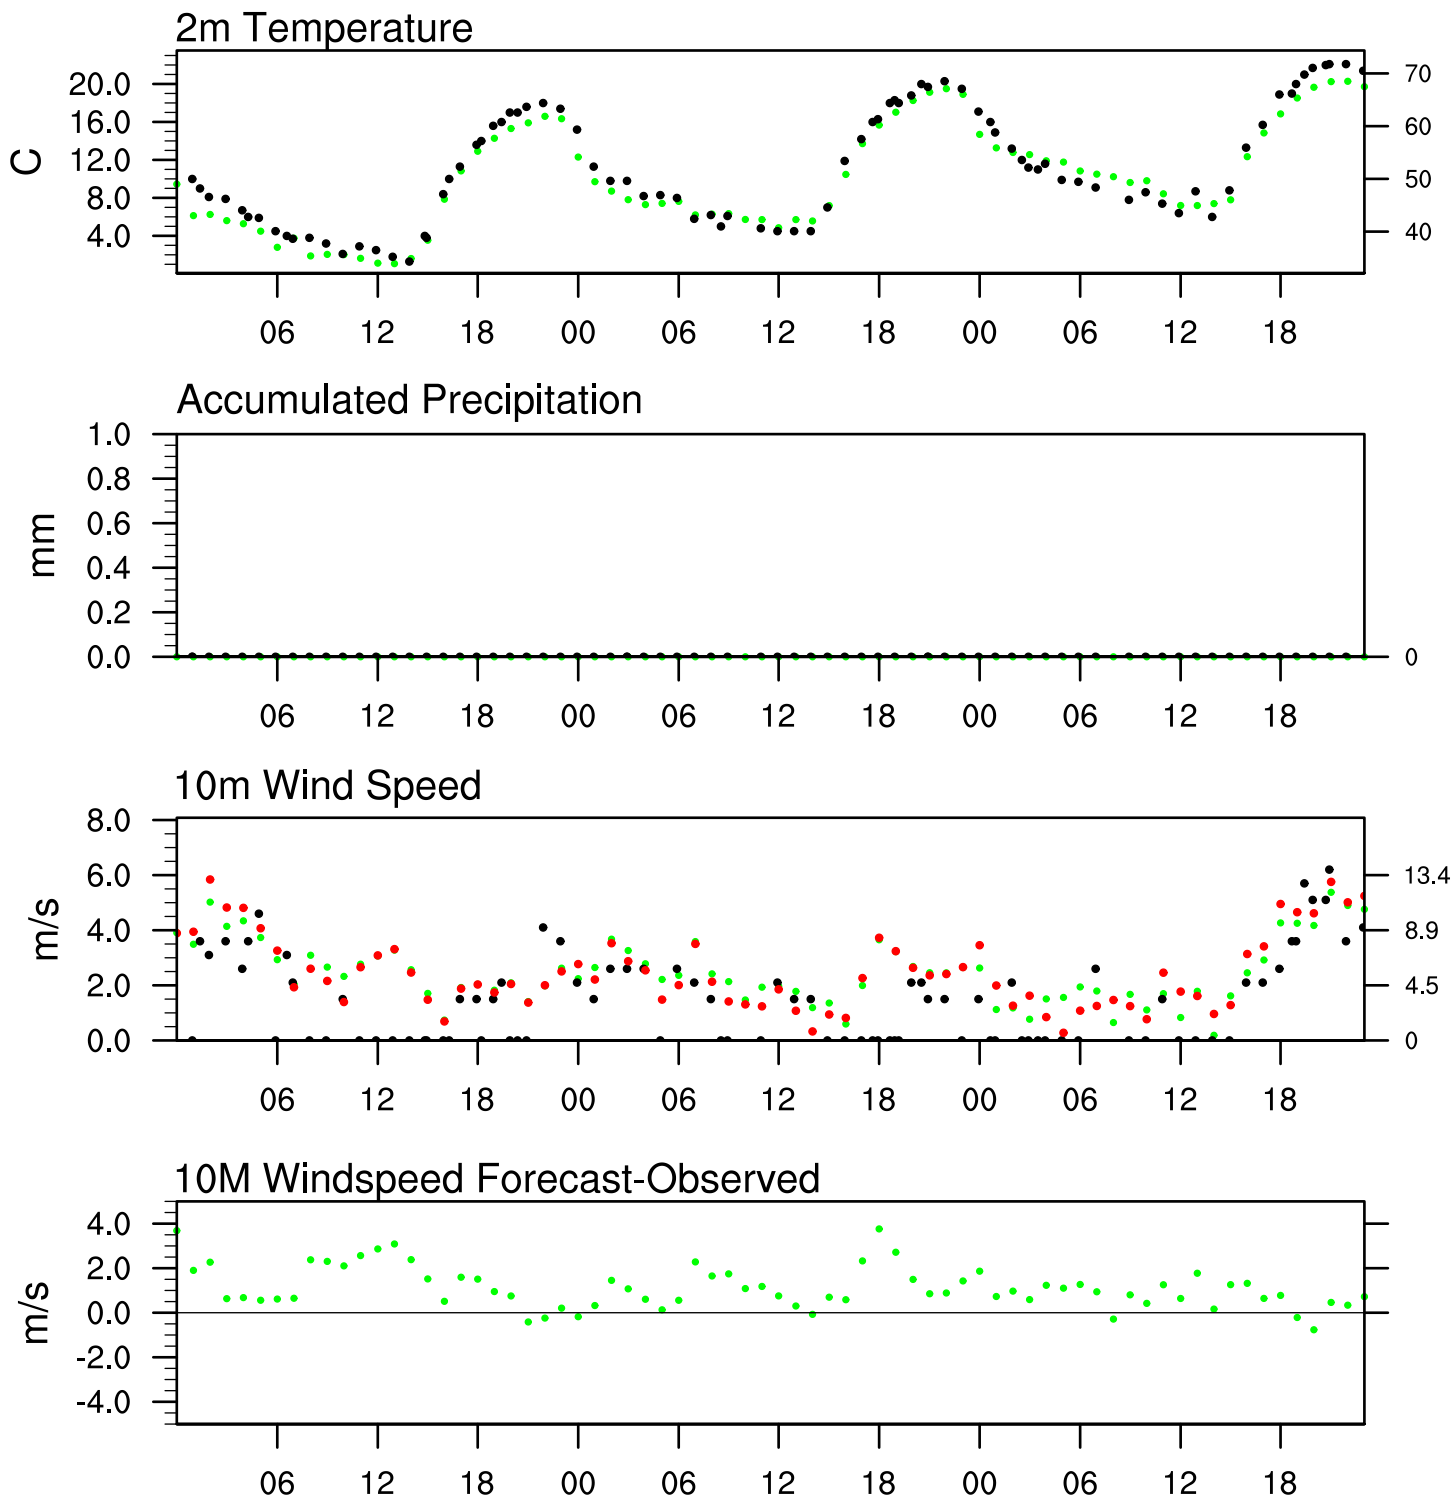 2m Temperature
20.0 70
16.0 60
C
12.0
8.0 50
4.0 40
06 12 18 00 06 12 18 00 06 12 18
Accumulated Precipitation
1.0
0.8
0.6
mm
0.4
0.2
0.0 0
06 12 18 00 06 12 18 00 06 12 18
10m Wind Speed
8.0
6.0 13.4
m/s
4.0 8.9
2.0 4.5
0.0 0
06 12 18 00 06 12 18 00 06 12 18
10M Windspeed Forecast-Observed
4.0
2.0
m/s
0.0
-2.0
-4.0
06 12 18 00 06 12 18 00 06 12 18